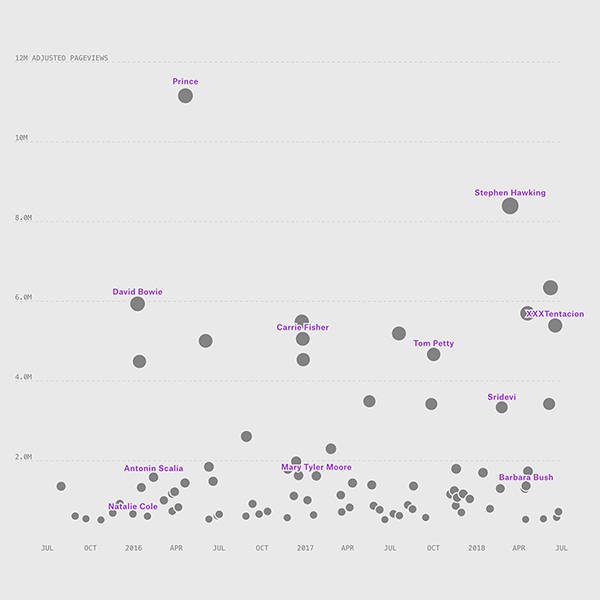 12M ADJUSTED PAGEVIEWS
Prince
10M
Stephen Hawking
8.0M
David Bowie
6.0M
XXXTentacion
Carrie Fisher
Tom Petty
4.0M
Sridevi
2.0M
Antonin Scalia
Mary Tyler Moore
Barbara Bush
Natalie Cole
JUL OCT 2016 APR JUL OCT 2017 APR JUL OCT 2018 APR JUL